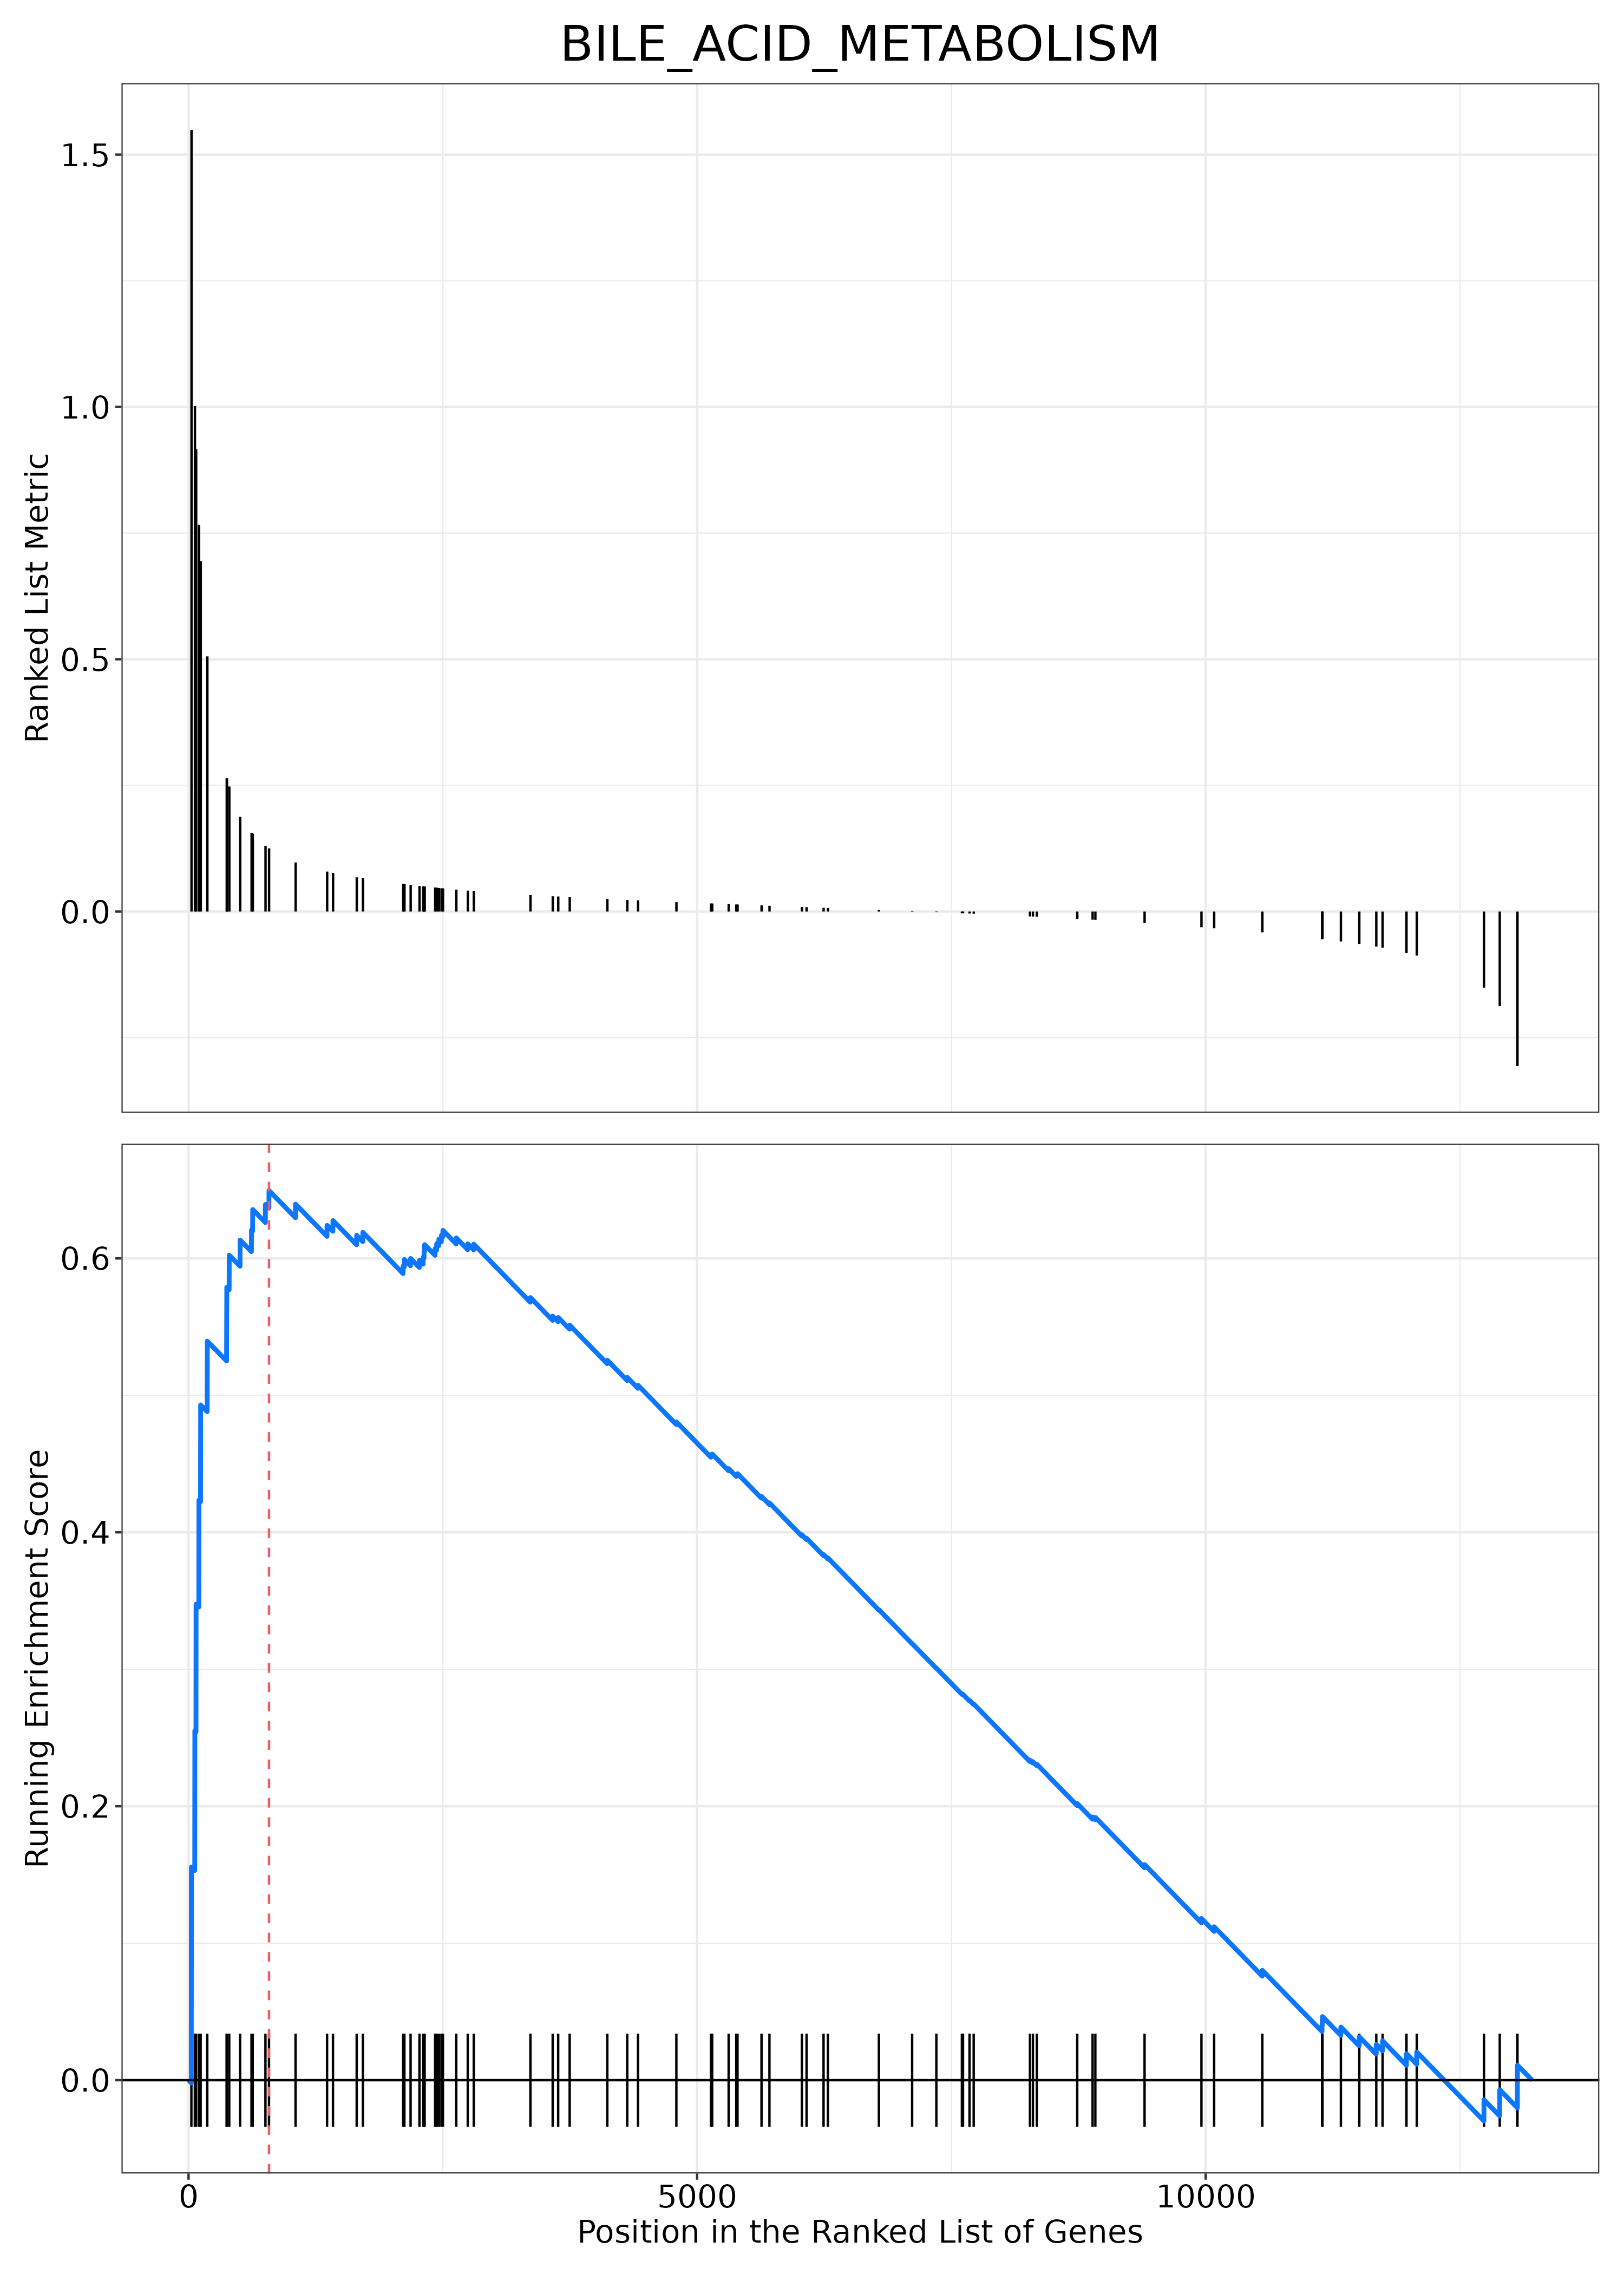 BILE_ACID_METABOLISM
Ranked List Metric
1.5
1.0
0.5
0.0
Running Enrichment Score
0.6
0.4
0.2
0.0
0 5000 10000
Position in the Ranked List of Genes